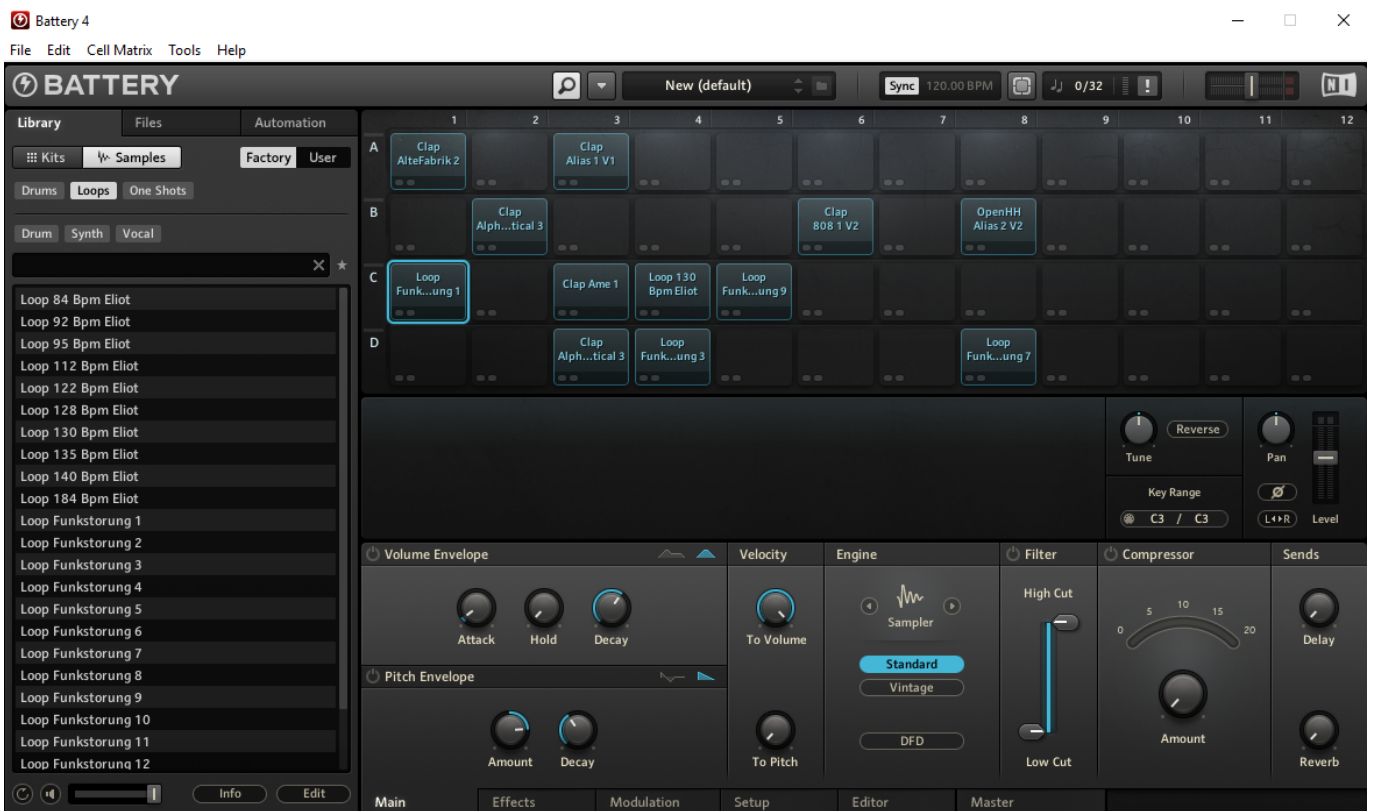 Battery 4
File Edit Cell Matrix Tools Help
BATTERY
New (default)
Sync 120.00 BPM
0/32 !
NI
Library Files Automation
Kits Samples Factory User
Drums Loops One Shots
Drum Synth Vocal
Loop 84 Bpm Eliot
Loop 92 Bpm Eliot
Loop 95 Bpm Eliot
Loop 112 Bpm Eliot
Loop 122 Bpm Eliot
Loop 128 Bpm Eliot
Loop 130 Bpm Eliot
Loop 135 Bpm Eliot
Loop 140 Bpm Eliot
Loop 184 Bpm Eliot
Loop Funkstorung 1
Loop Funkstorung 2
Loop Funkstorung 3
Loop Funkstorung 4
Loop Funkstorung 5
Loop Funkstorung 6
Loop Funkstorung 7
Loop Funkstorung 8
Loop Funkstorung 9
Loop Funkstorung 10
Loop Funkstorung 11
Loop Funkstorung 12
Info Edit
1 2 3 4 5 6 7 8 9 10 11 12
A
Clap
AlteFabrik 2
Clap
Alias 1 V1
B
Clap
Alph...tical 3
Clap
808 1 V2
OpenHH
Alias 2 V2
C
Loop
Funk...ung 1
Clap Ame 1
Loop 130
Bpm Eliot
Loop
Funk...ung 9
D
Clap
Alph...tical 3
Loop
Funk...ung 3
Loop
Funk...ung 7
Tune
Reverse
Key Range
C3 / C3
Pan
L R
Level
Volume Envelope
Attack Hold Decay
Pitch Envelope
Amount Decay
Velocity
To Volume
To Pitch
Engine
Sampler
Standard
Vintage
DFD
Filter
High Cut
Low Cut
Compressor
0 5 10 15 20
Amount
Sends
Delay
Reverb
Main Effects Modulation Setup Editor Master